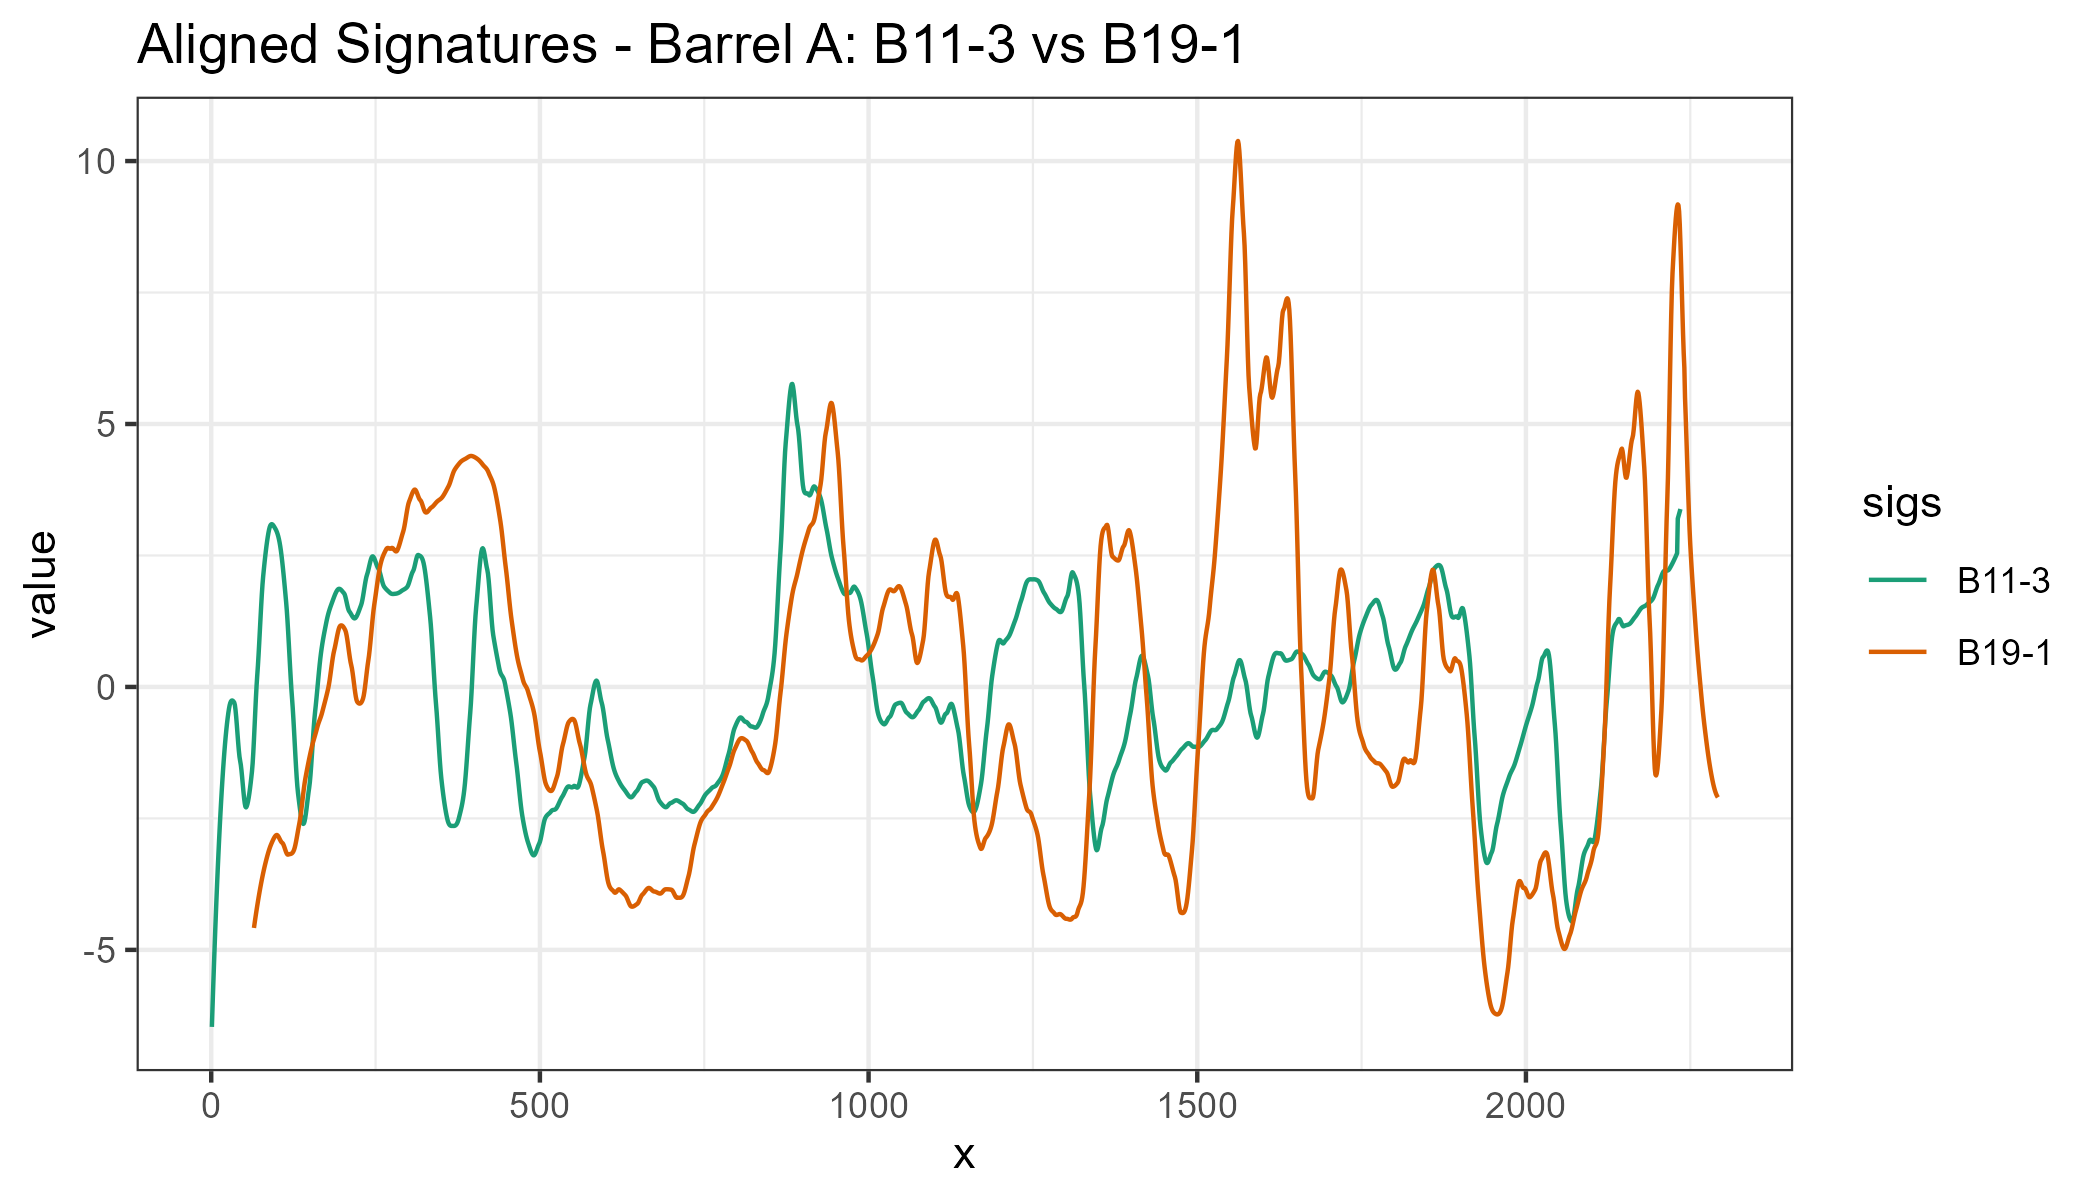 Aligned Signatures - Barrel A: B11-3 vs B19-1
10
5
0
-5
value
0 500 1000 1500 2000
x
sigs
B11-3
B19-1